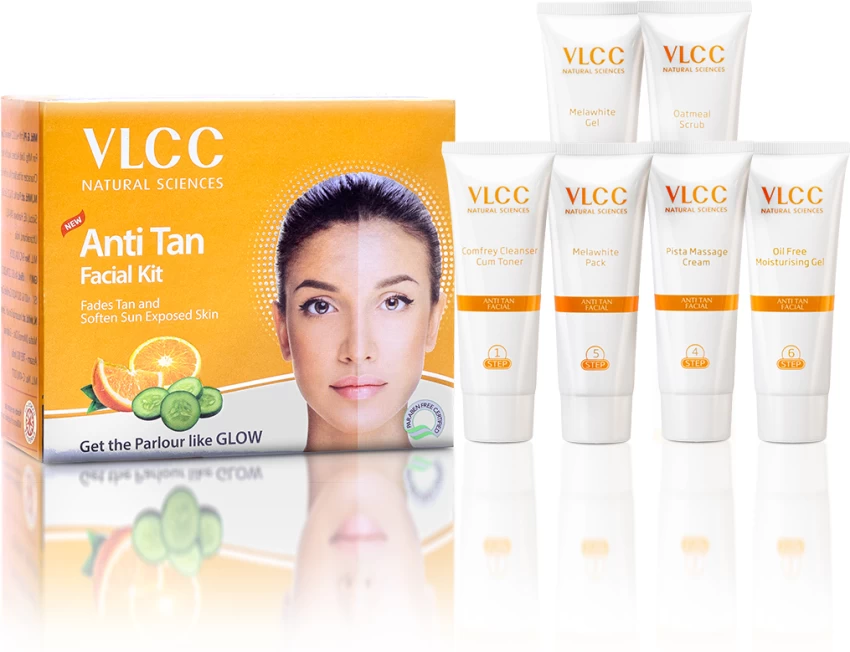 VLCC
NATURAL SCIENCES
NEW
Anti Tan
Facial Kit
Fades Tan and
Soften Sun Exposed Skin
Get the Parlour like GLOW
PARABEN FREE CERTIFIED
VLCC
NATURAL SCIENCES
Melawhite
Gel
VLCC
NATURAL SCIENCES
Oatmeal
Scrub
VLCC
NATURAL SCIENCES
Comfrey Cleanser
Cum Toner
ANTI TAN
FACIAL
1
STEP
VLCC
NATURAL SCIENCES
Melawhite
Pack
ANTI TAN
FACIAL
5
STEP
VLCC
NATURAL SCIENCES
Pista Massage
Cream
ANTI TAN
FACIAL
4
STEP
VLCC
NATURAL SCIENCES
Oil Free
Moisturising Gel
ANTI TAN
FACIAL
6
STEP